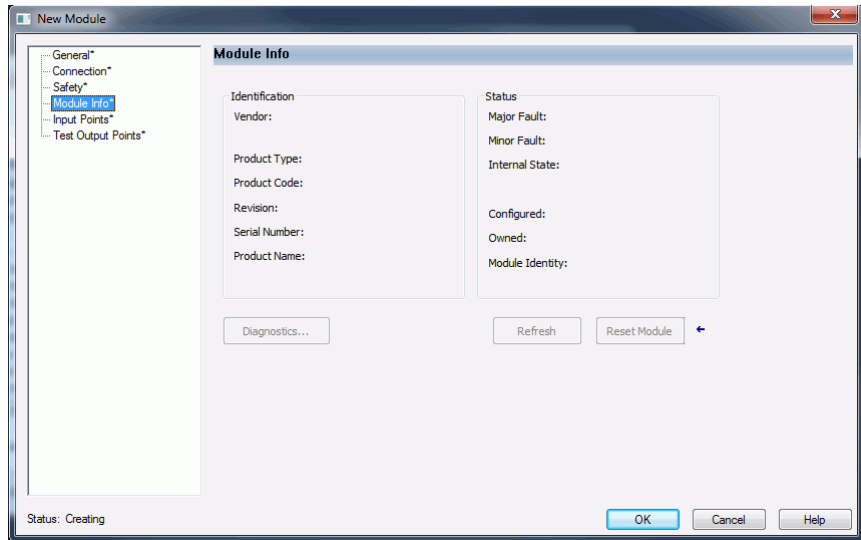 New Module
General*
Connection*
Safety*
Module Info*
Input Points*
Test Output Points*
Module Info
Identification
Vendor:
Product Type:
Product Code:
Revision:
Serial Number:
Product Name:
Status
Major Fault:
Minor Fault:
Internal State:
Configured:
Owned:
Module Identity:
Diagnostics...
Refresh
Reset Module
Status: Creating
OK
Cancel
Help